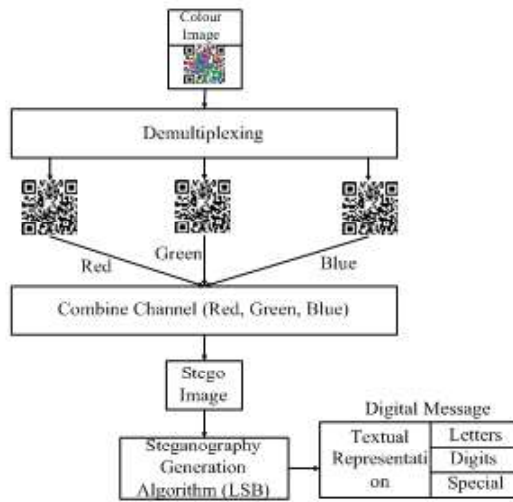 Colour
Image
Demultiplexing
Red
Green
Blue
Combine Channel (Red, Green, Blue)
Stego
Image
Steganography
Generation
Algorithm (LSB)
Digital Message
Textual
Representati
on
Letters
Digits
Special